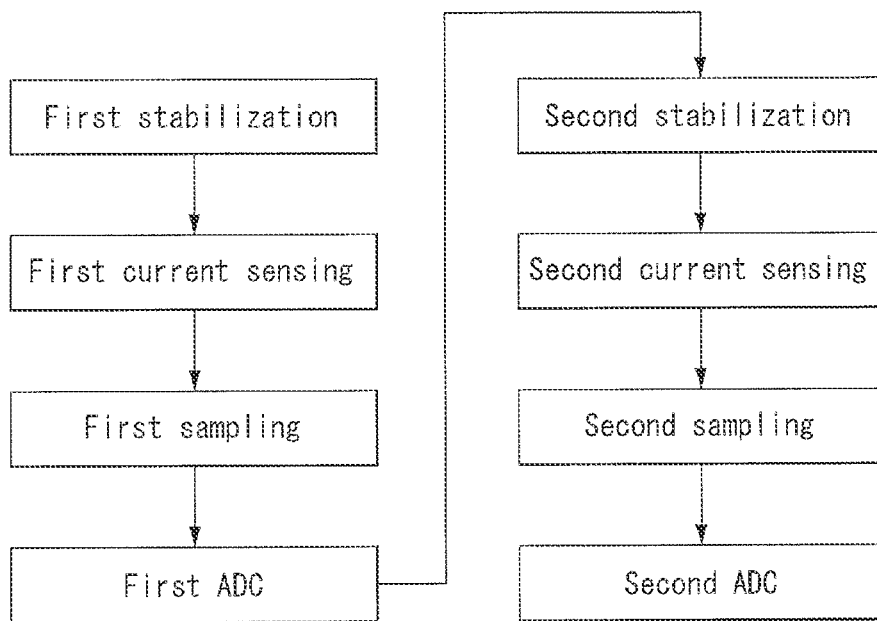 First stabilization
First current sensing
First sampling
First ADC
Second stabilization
Second current sensing
Second sampling
Second ADC